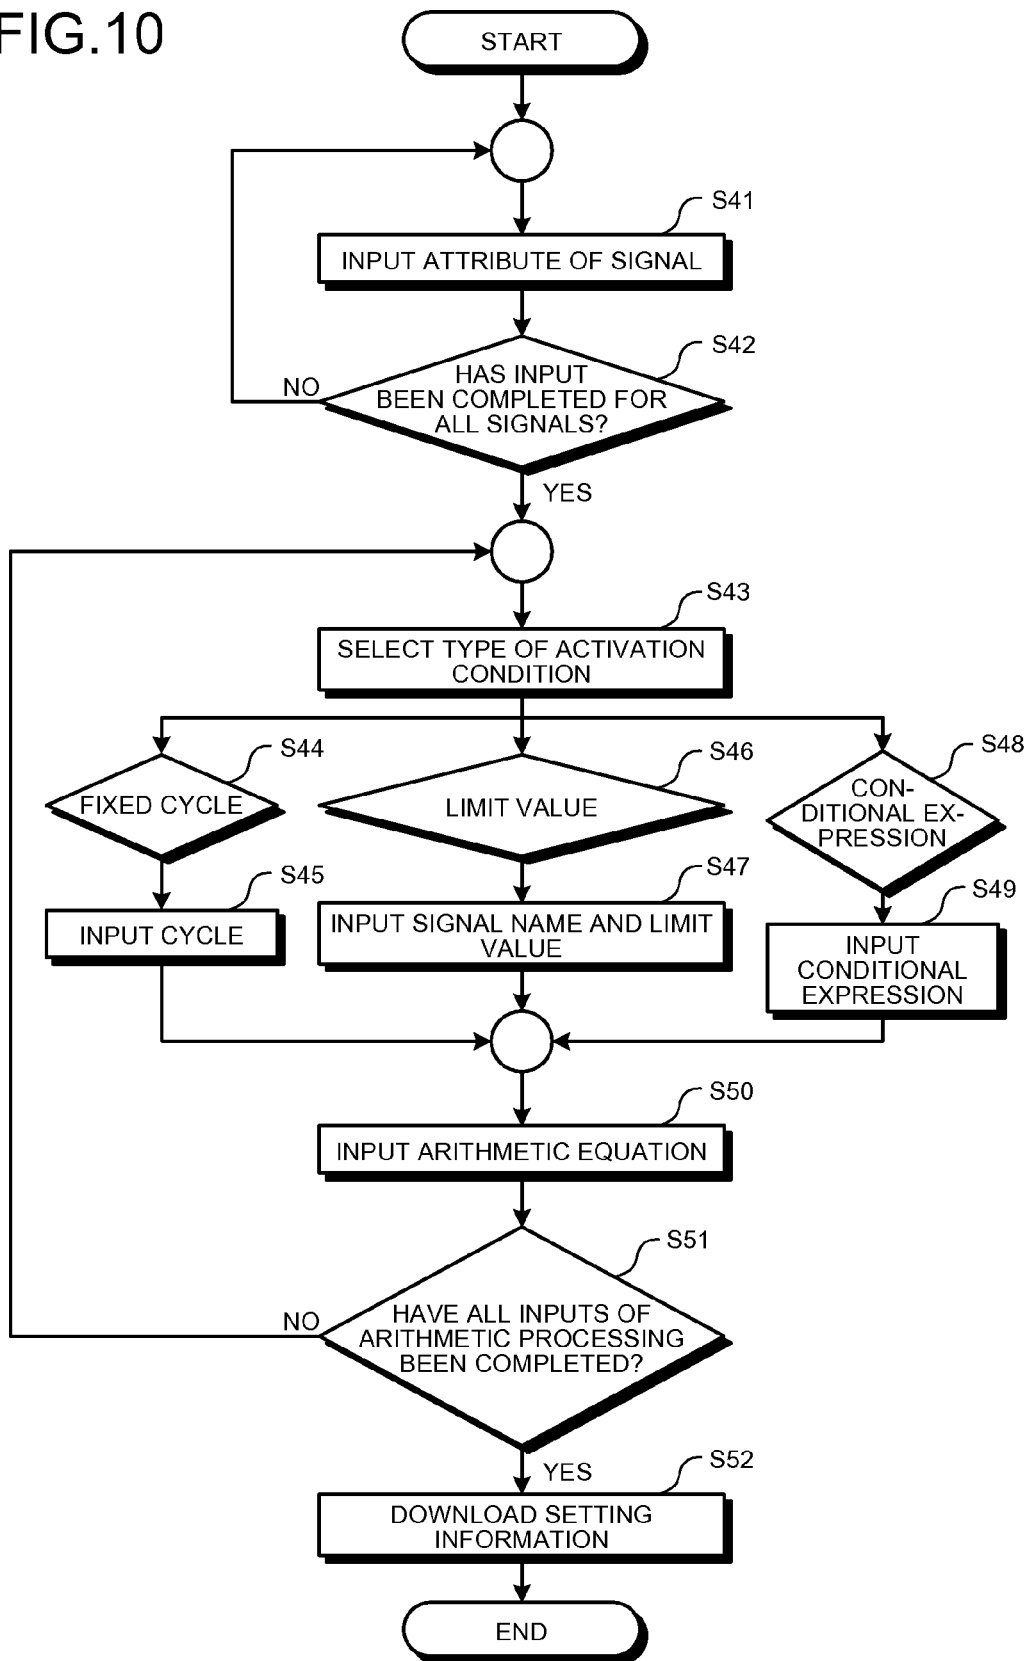 FIG.10
START
S41
INPUT ATTRIBUTE OF SIGNAL
S42
HAS INPUT
BEEN COMPLETED FOR
ALL SIGNALS?
NO
YES
S43
SELECT TYPE OF ACTIVATION
CONDITION
S44
FIXED CYCLE
S45
INPUT CYCLE
S46
LIMIT VALUE
S47
INPUT SIGNAL NAME AND LIMIT
VALUE
S48
CON-
DITIONAL EX-
PRESSION
S49
INPUT
CONDITIONAL
EXPRESSION
S50
INPUT ARITHMETIC EQUATION
S51
HAVE ALL INPUTS OF
ARITHMETIC PROCESSING
BEEN COMPLETED?
NO
YES
S52
DOWNLOAD SETTING
INFORMATION
END